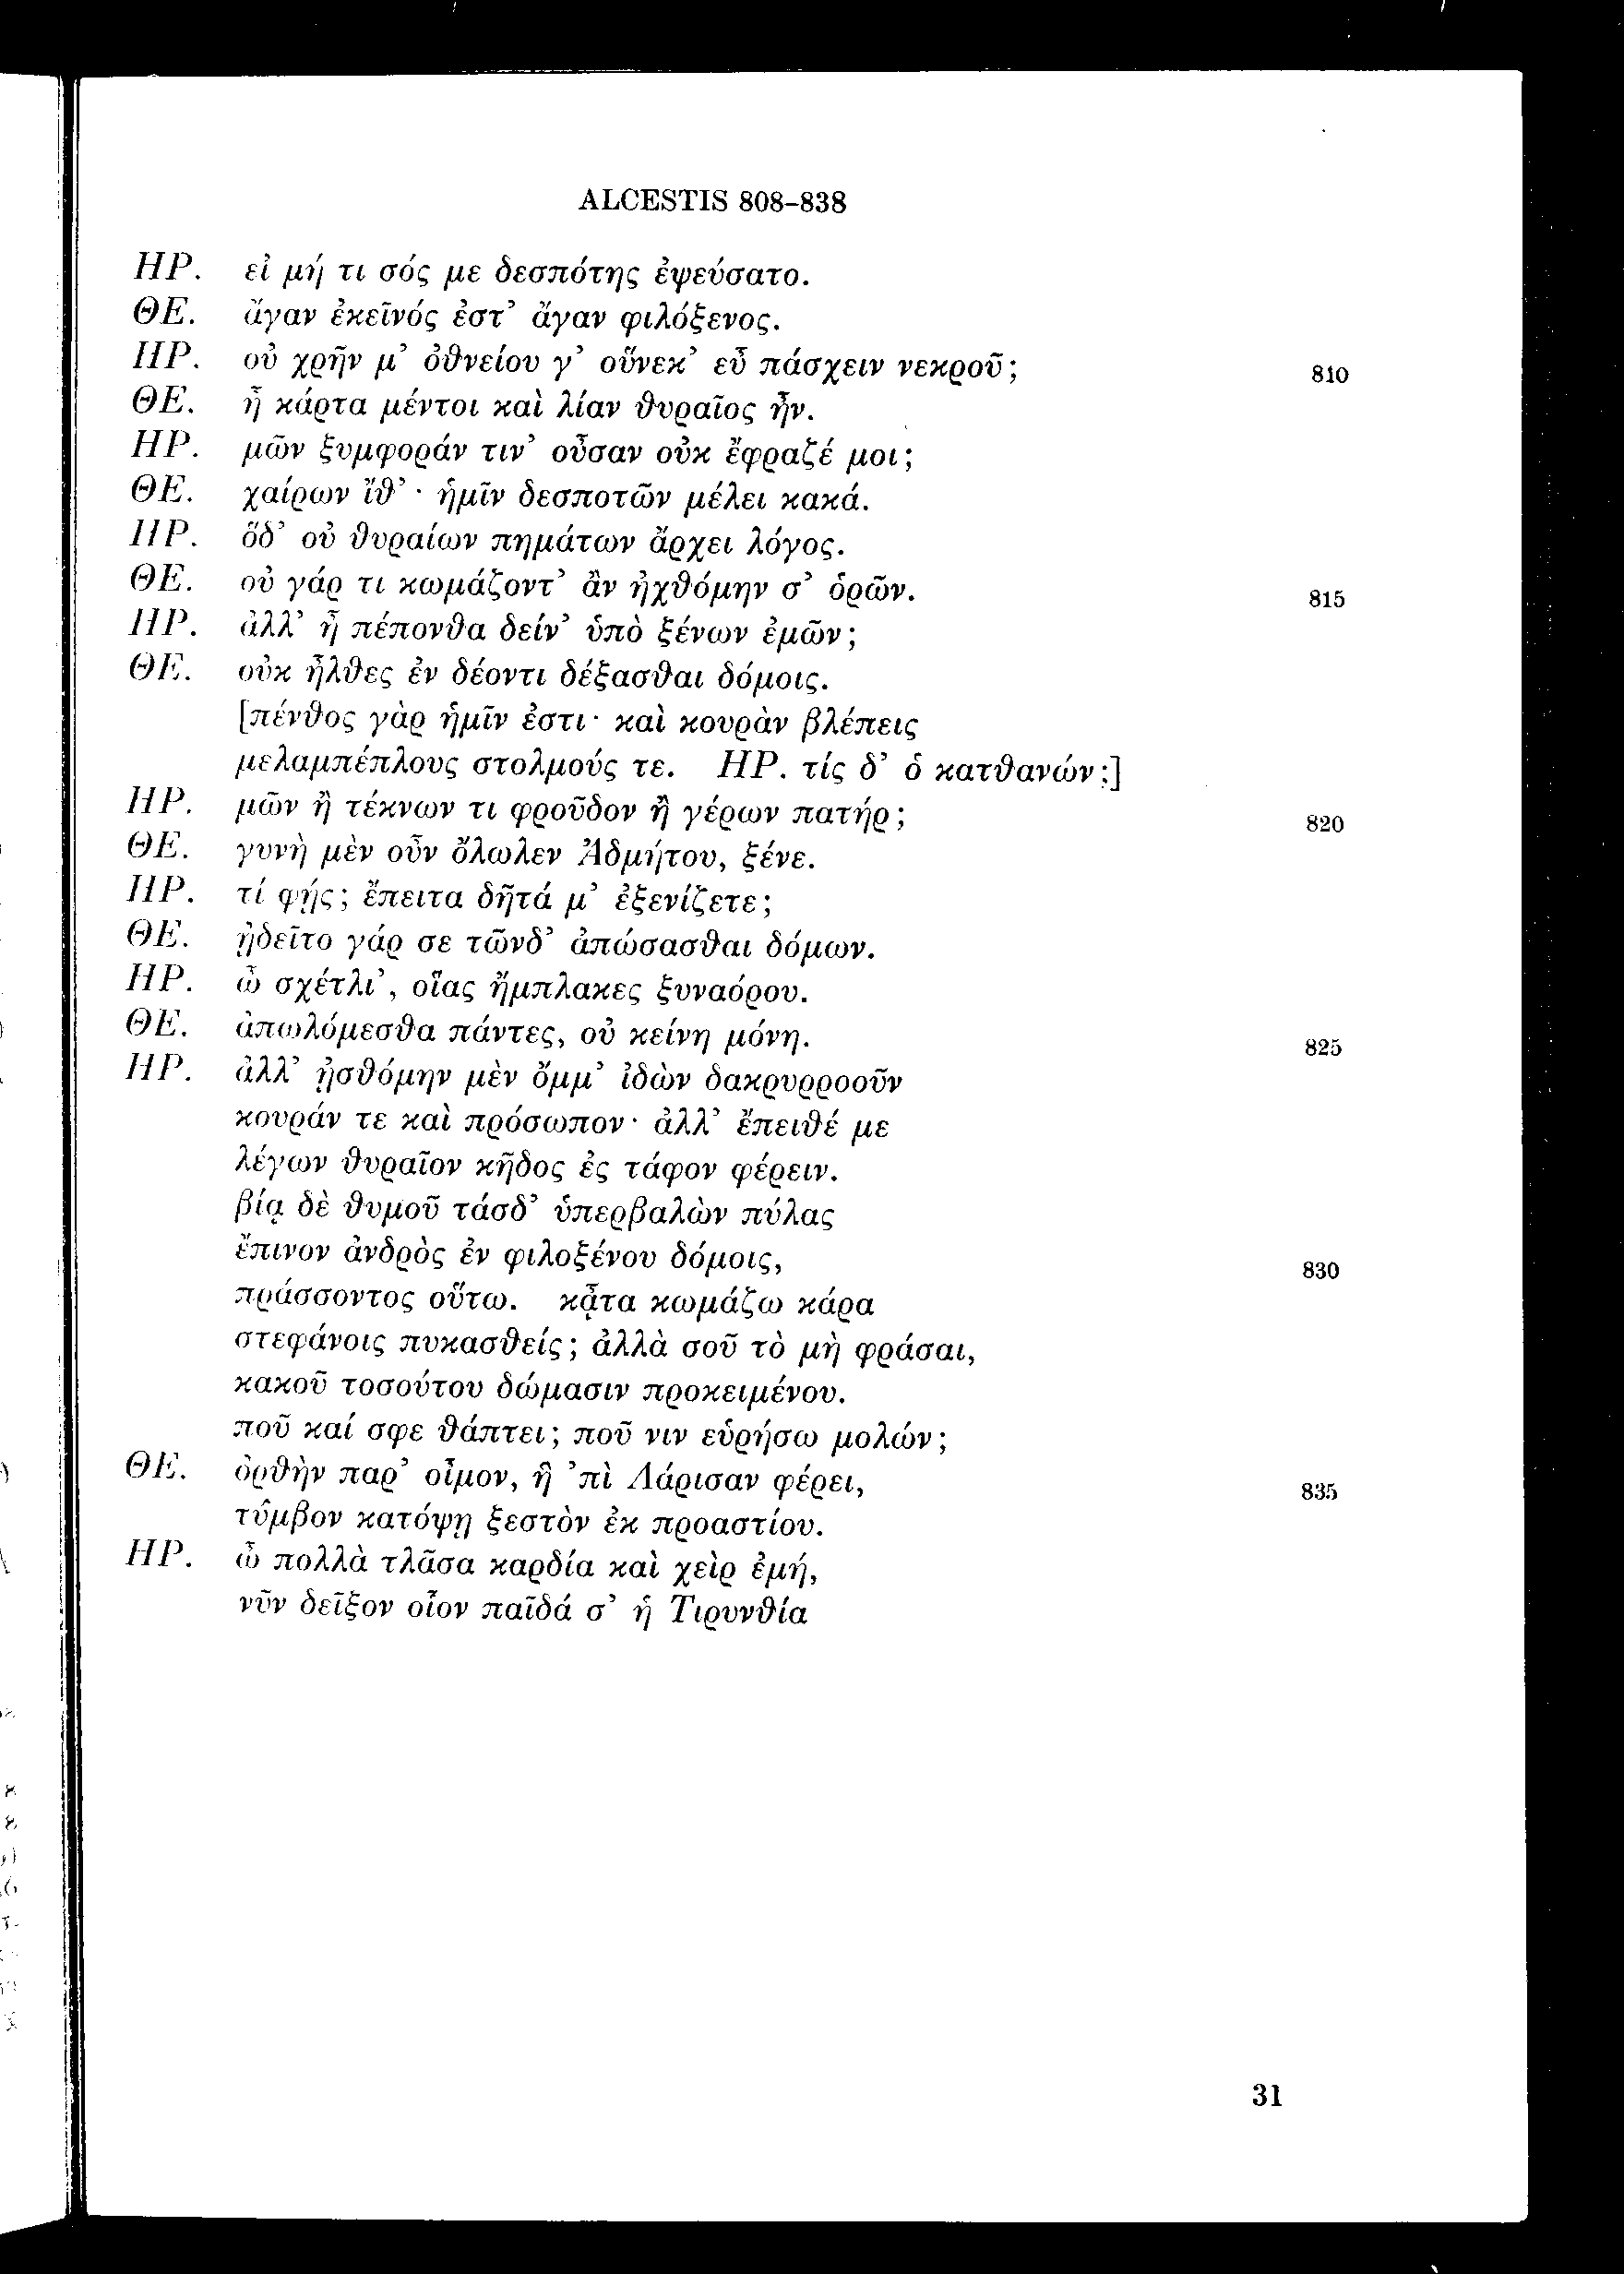 ALCESTIS 808-838
ΗΡ. εἰ μή τι σός με δεσπότης ἐψεύσατο.
ΘΕ. ἄγαν ἐκεῖνός ἐστ’ ἄγαν φιλόξενος.
ΗΡ. οὐ χρῆν μ’ ὀθνείου γ’ οὕνεκ’ εὖ πάσχειν νεκροῦ; 810
ΘΕ. ἦ κάρτα μέντοι καὶ λίαν θυραῖος ἦν.
ΗΡ. μῶν ξυμφοράν τιν’ οὖσαν οὐκ ἔφραζέ μοι;
ΘΕ. χαίρων ἴθ’· ἡμῖν δεσποτῶν μέλει κακά.
ΗΡ. ὅδ’ οὐ θυραίων πημάτων ἄρχει λόγος.
ΘΕ. οὐ γάρ τι κωμάζοντ’ ἂν ἠχθόμην σ’ ὁρῶν. 815
ΗΡ. ἀλλ’ ἦ πέπονθα δείν’ ὑπὸ ξένων ἐμῶν;
ΘΕ. οὐκ ἦλθες ἐν δέοντι δέξασθαι δόμοις.
[πένθος γὰρ ἡμῖν ἐστι· καὶ κουρὰν βλέπεις
μελαμπέπλους στολμούς τε. ΗΡ. τίς δ’ ὁ κατθανών;]
ΗΡ. μῶν ἢ τέκνων τι φροῦδον ἢ γέρων πατήρ; 820
ΘΕ. γυνὴ μὲν οὖν ὄλωλεν Ἀδμήτου, ξένε.
ΗΡ. τί φῄς; ἔπειτα δῆτά μ’ ἐξενίζετε;
ΘΕ. ᾐδεῖτο γάρ σε τῶνδ’ ἀπώσασθαι δόμων.
ΗΡ. ὦ σχέτλι’, οἵας ἤμπλακες ξυναόρου.
ΘΕ. ἀπωλόμεσθα πάντες, οὐ κείνη μόνη. 825
ΗΡ. ἀλλ’ ᾐσθόμην μὲν ὄμμ’ ἰδὼν δακρυρροοῦν
κουράν τε καὶ πρόσωπον· ἀλλ’ ἔπειθέ με
λέγων θυραῖον κῆδος ἐς τάφον φέρειν.
βίᾳ δὲ θυμοῦ τάσδ’ ὑπερβαλὼν πύλας
ἔπινον ἀνδρὸς ἐν φιλοξένου δόμοις, 830
πράσσοντος οὕτω. κᾆτα κωμάζω κάρα
στεφάνοις πυκασθείς; ἀλλὰ σοῦ τὸ μὴ φράσαι,
κακοῦ τοσούτου δώμασιν προκειμένου.
ποῦ καί σφε θάπτει; ποῦ νιν εὑρήσω μολών;
ΘΕ. ὀρθὴν παρ’ οἶμον, ἣ ’πὶ Λάρισαν φέρει, 835
τύμβον κατόψῃ ξεστὸν ἐκ προαστίου.
ΗΡ. ὦ πολλὰ τλᾶσα καρδία καὶ χεὶρ ἐμή,
νῦν δεῖξον οἷον παῖδά σ’ ἡ Τιρυνθία
31